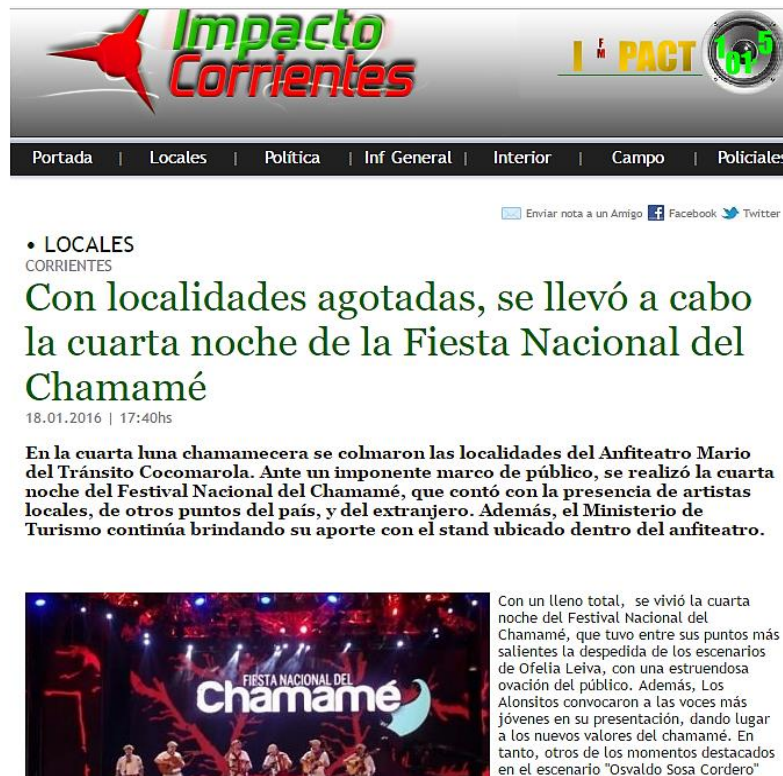 Impacto
Corrientes
I FM PACT
101 5
Portada | Locales | Política | Inf General | Interior | Campo | Policiales
Enviar nota a un Amigo Facebook Twitter
• LOCALES
CORRIENTES
Con localidades agotadas, se llevó a cabo
la cuarta noche de la Fiesta Nacional del
Chamamé
18.01.2016 | 17:40hs
En la cuarta luna chamamecera se colmaron las localidades del Anfiteatro Mario
del Tránsito Cocomarola. Ante un imponente marco de público, se realizó la cuarta
noche del Festival Nacional del Chamamé, que contó con la presencia de artistas
locales, de otros puntos del país, y del extranjero. Además, el Ministerio de
Turismo continúa brindando su aporte con el stand ubicado dentro del anfiteatro.
FIESTA NACIONAL DEL
Chamamé
Con un lleno total, se vivió la cuarta
noche del Festival Nacional del
Chamamé, que tuvo entre sus puntos más
salientes la despedida de los escenarios
de Ofelia Leiva, con una estruendosa
ovación del público. Además, Los
Alonsitos convocaron a las voces más
jóvenes en su presentación, dando lugar
a los nuevos valores del chamamé. En
tanto, otros de los momentos destacados
en el escenario "Osvaldo Sosa Cordero"